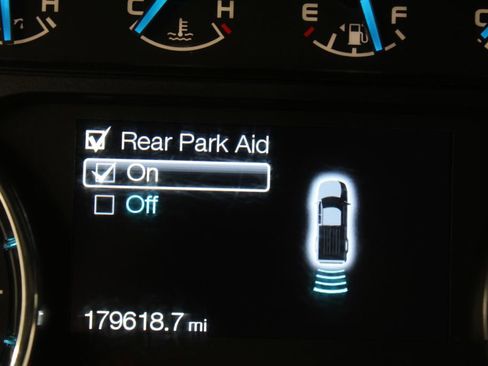 H C H E F C
Rear Park Aid
On
Off
179618.7 mi